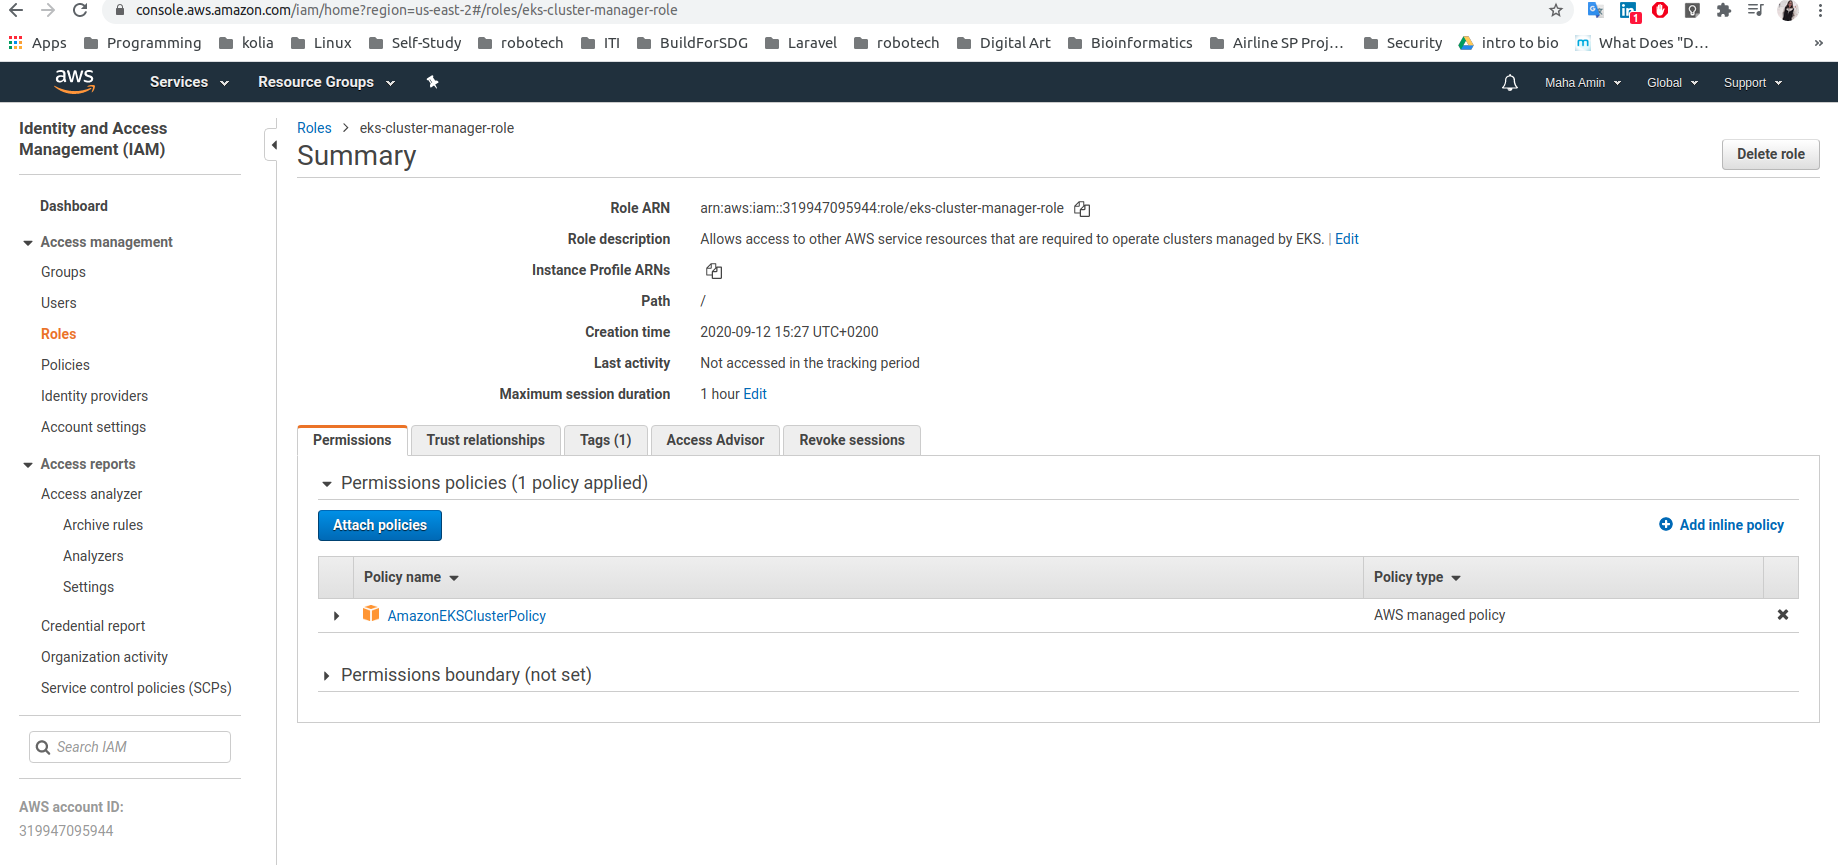 console.aws.amazon.com/iam/home?region=us-east-2#/roles/eks-cluster-manager-role
1
Apps Programming kolia Linux Self-Study robotech ITI BuildForSDG Laravel robotech Digital Art Bioinformatics Airline SP Proj... Security intro to bio m What Does "D... »
aws Services Resource Groups Maha Amin Global Support
Identity and Access
Management (IAM)
Dashboard
Access management
Groups
Users
Roles
Policies
Identity providers
Account settings
Access reports
Access analyzer
Archive rules
Analyzers
Settings
Credential report
Organization activity
Service control policies (SCPs)
Search IAM
AWS account ID:
319947095944
Roles > eks-cluster-manager-role
Summary
Delete role
Role ARN arn:aws:iam::319947095944:role/eks-cluster-manager-role
Role description Allows access to other AWS service resources that are required to operate clusters managed by EKS. | Edit
Instance Profile ARNs
Path /
Creation time 2020-09-12 15:27 UTC+0200
Last activity Not accessed in the tracking period
Maximum session duration 1 hour Edit
Permissions Trust relationships Tags (1) Access Advisor Revoke sessions
Permissions policies (1 policy applied)
Attach policies Add inline policy
Policy name Policy type
AmazonEKSClusterPolicy AWS managed policy
Permissions boundary (not set)